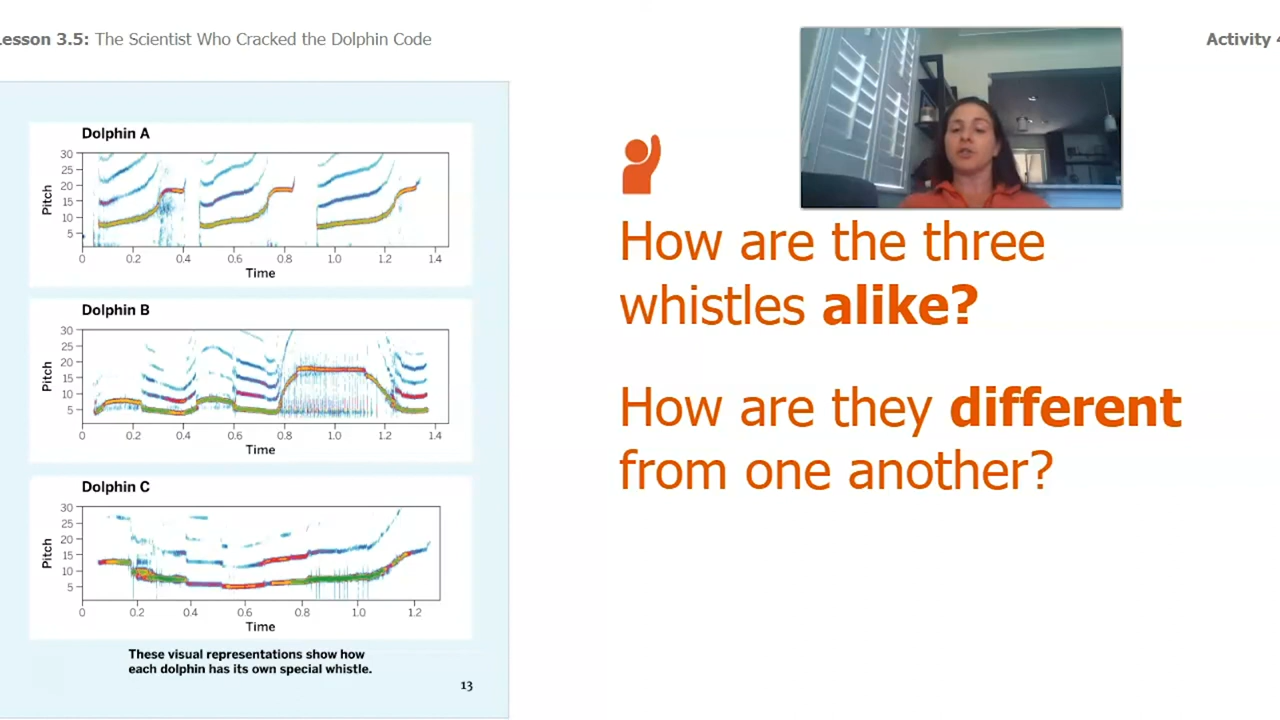 Lesson 3.5: The Scientist Who Cracked the Dolphin Code
Activity 4
Dolphin A
30
25
20
15
10
5
Pitch
0 0.2 0.4 0.6 0.8 1.0 1.2 1.4
Time
Dolphin B
30
25
20
15
10
5
Pitch
0 0.2 0.4 0.6 0.8 1.0 1.2 1.4
Time
Dolphin C
30
25
20
15
10
5
Pitch
0 0.2 0.4 0.6 0.8 1.0 1.2
Time
These visual representations show how
each dolphin has its own special whistle.
13
How are the three
whistles alike?
How are they different
from one another?